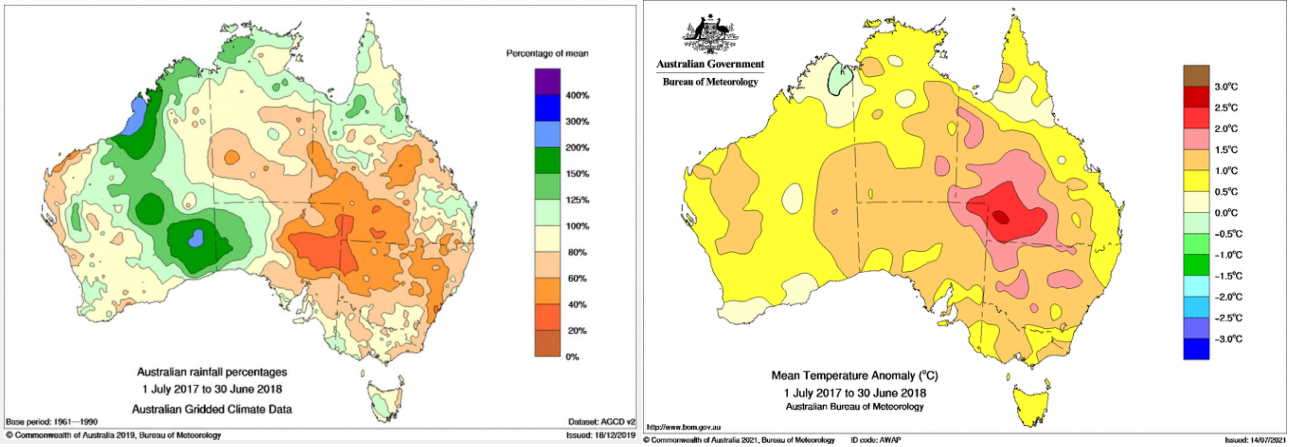 Percentage of mean
400%
300%
200%
150%
125%
100%
80%
60%
40%
20%
0%
Australian rainfall percentages
1 July 2017 to 30 June 2018
Australian Gridded Climate Data
Base period: 1961—1990
Dataset: AGCD v2
© Commonwealth of Australia 2019, Bureau of Meteorology
Issued: 18/12/2019
Australian Government
Bureau of Meteorology
3.0°C
2.5°C
2.0°C
1.5°C
1.0°C
0.5°C
0.0°C
−0.5°C
−1.0°C
−1.5°C
−2.0°C
−2.5°C
−3.0°C
Mean Temperature Anomaly (°C)
1 July 2017 to 30 June 2018
Australian Bureau of Meteorology
http://www.bom.gov.au
© Commonwealth of Australia 2021, Bureau of Meteorology
ID code: AWAP
Issued: 14/07/2021